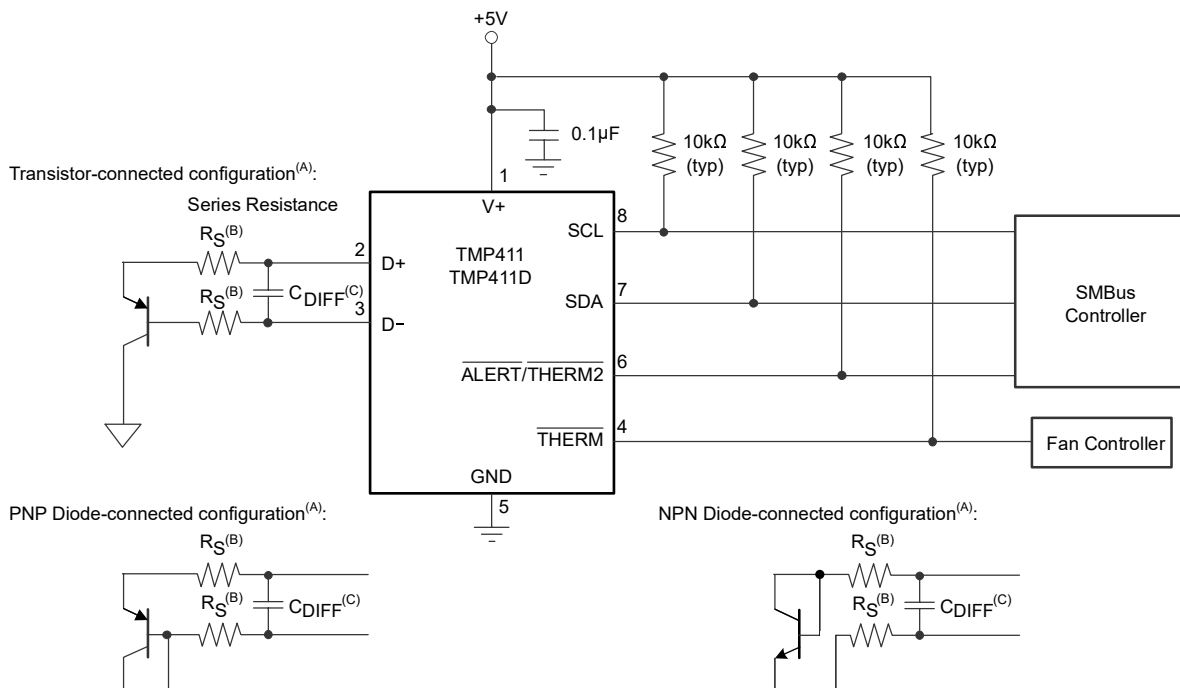 +5V
0.1µF
10kΩ
(typ)
10kΩ
(typ)
10kΩ
(typ)
10kΩ
(typ)
Transistor-connected configuration(A):
Series Resistance
RS(B)
RS(B)
CDIFF(C)
1
V+
2
D+
3
D−
TMP411
TMP411D
8
SCL
7
SDA
6
ALERT/THERM2
4
THERM
GND
5
SMBus
Controller
Fan Controller
PNP Diode-connected configuration(A):
RS(B)
RS(B)
CDIFF(C)
NPN Diode-connected configuration(A):
RS(B)
RS(B)
CDIFF(C)